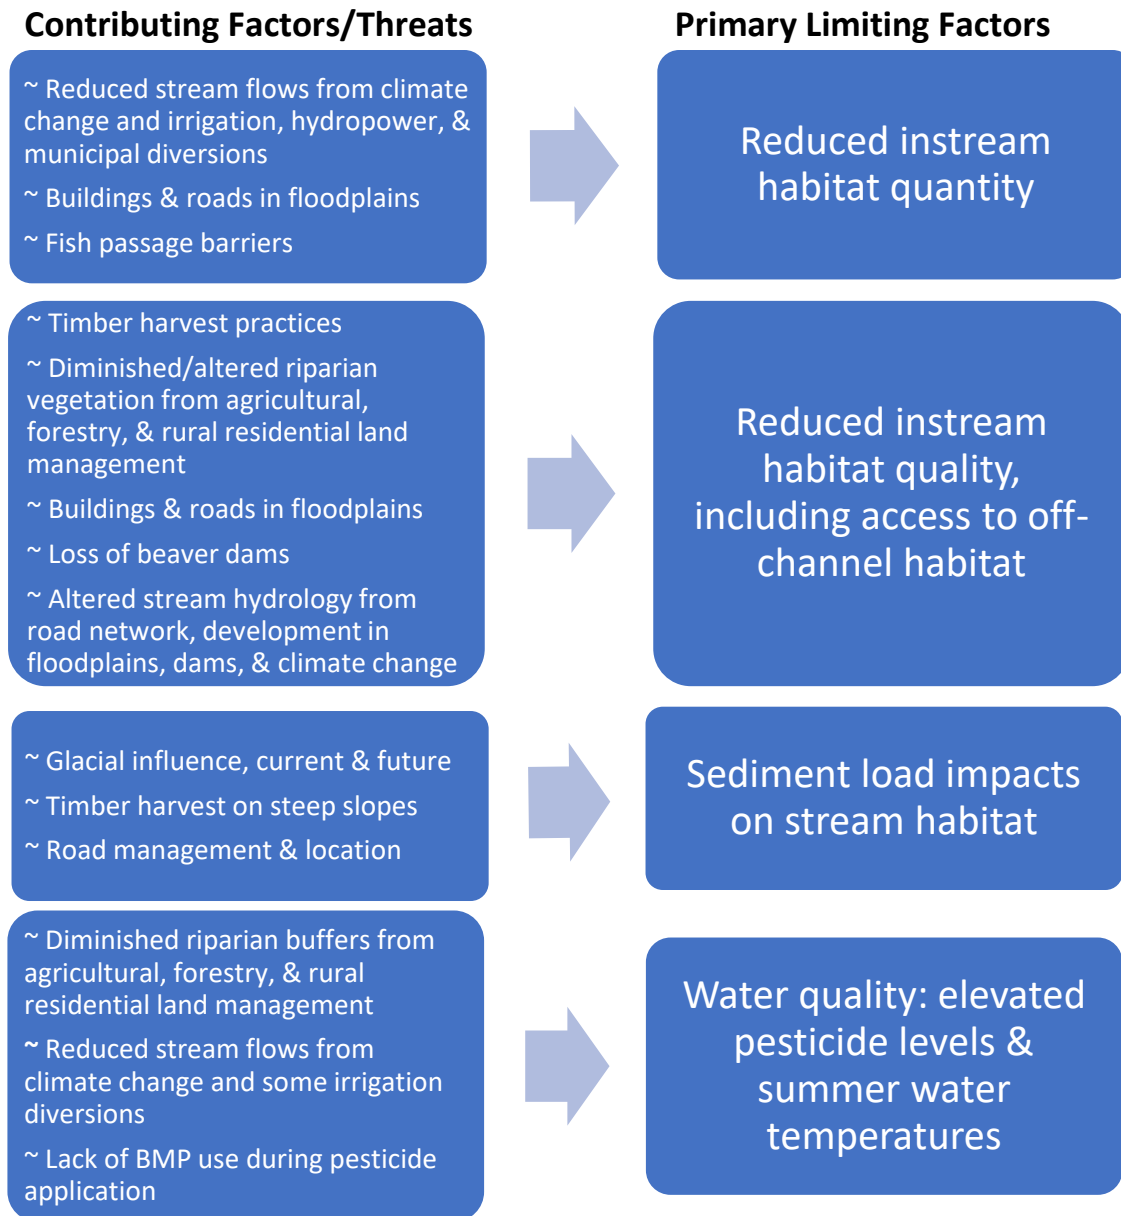 Contributing Factors/Threats
Primary Limiting Factors
~ Reduced stream flows from climate
change and irrigation, hydropower, &
municipal diversions
~ Buildings & roads in floodplains
~ Fish passage barriers
Reduced instream
habitat quantity
~ Timber harvest practices
~ Diminished/altered riparian
vegetation from agricultural,
forestry, & rural residential land
management
~ Buildings & roads in floodplains
~ Loss of beaver dams
~ Altered stream hydrology from
road network, development in
floodplains, dams, & climate change
Reduced instream
habitat quality,
including access to off-
channel habitat
~ Glacial influence, current & future
~ Timber harvest on steep slopes
~ Road management & location
Sediment load impacts
on stream habitat
~ Diminished riparian buffers from
agricultural, forestry, & rural
residential land management
~ Reduced stream flows from
climate change and some irrigation
diversions
~ Lack of BMP use during pesticide
application
Water quality: elevated
pesticide levels &
summer water
temperatures